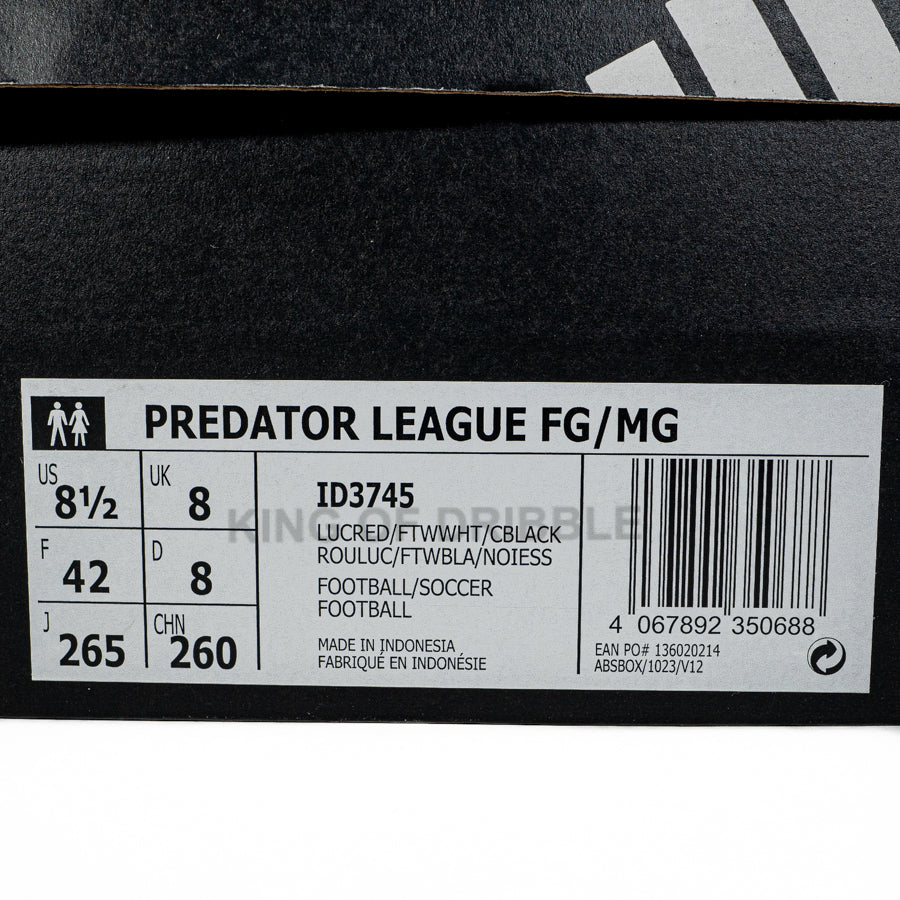 PREDATOR LEAGUE FG/MG
US
8½
UK
8
F
42
D
8
J
265
CHN
260
ID3745
KING OF DRIBBLE
LUCRED/FTWWHT/CBLACK
ROULUC/FTWBLA/NOIESS
FOOTBALL/SOCCER
FOOTBALL
MADE IN INDONESIA
FABRIQUÉ EN INDONÉSIE
4 067892 350688
EAN PO# 136020214
ABSBOX/1023/V12